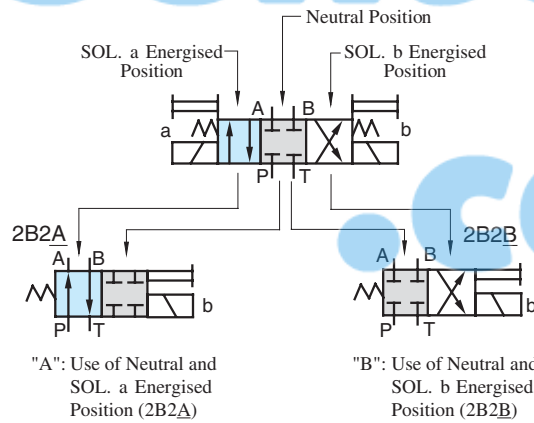 Neutral Position
SOL. a Energised
Position
SOL. b Energised
Position
A B
a b
P T
2B2A
A B
b
P T
2B2B
A B
b
P T
"A": Use of Neutral and
SOL. a Energised
Position (2B2A)
"B": Use of Neutral and
SOL. b Energised
Position (2B2B)
.co